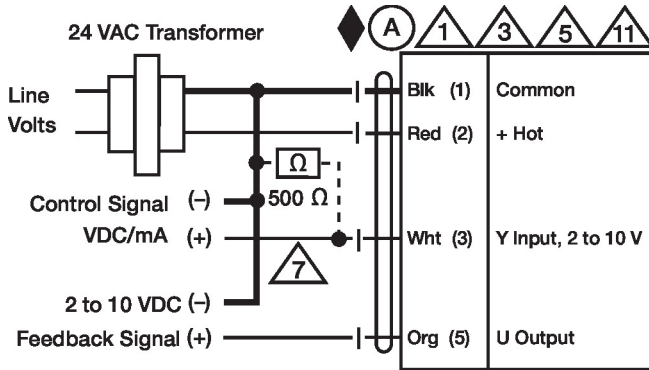 24 VAC Transformer
A 1 3 5 11
Line
Volts
Blk (1) Common
Red (2) + Hot
Ω
500 Ω
Control Signal (-)
VDC/mA (+)
Wht (3) Y Input, 2 to 10 V
7
2 to 10 VDC (-)
Feedback Signal (+)
Org (5) U Output